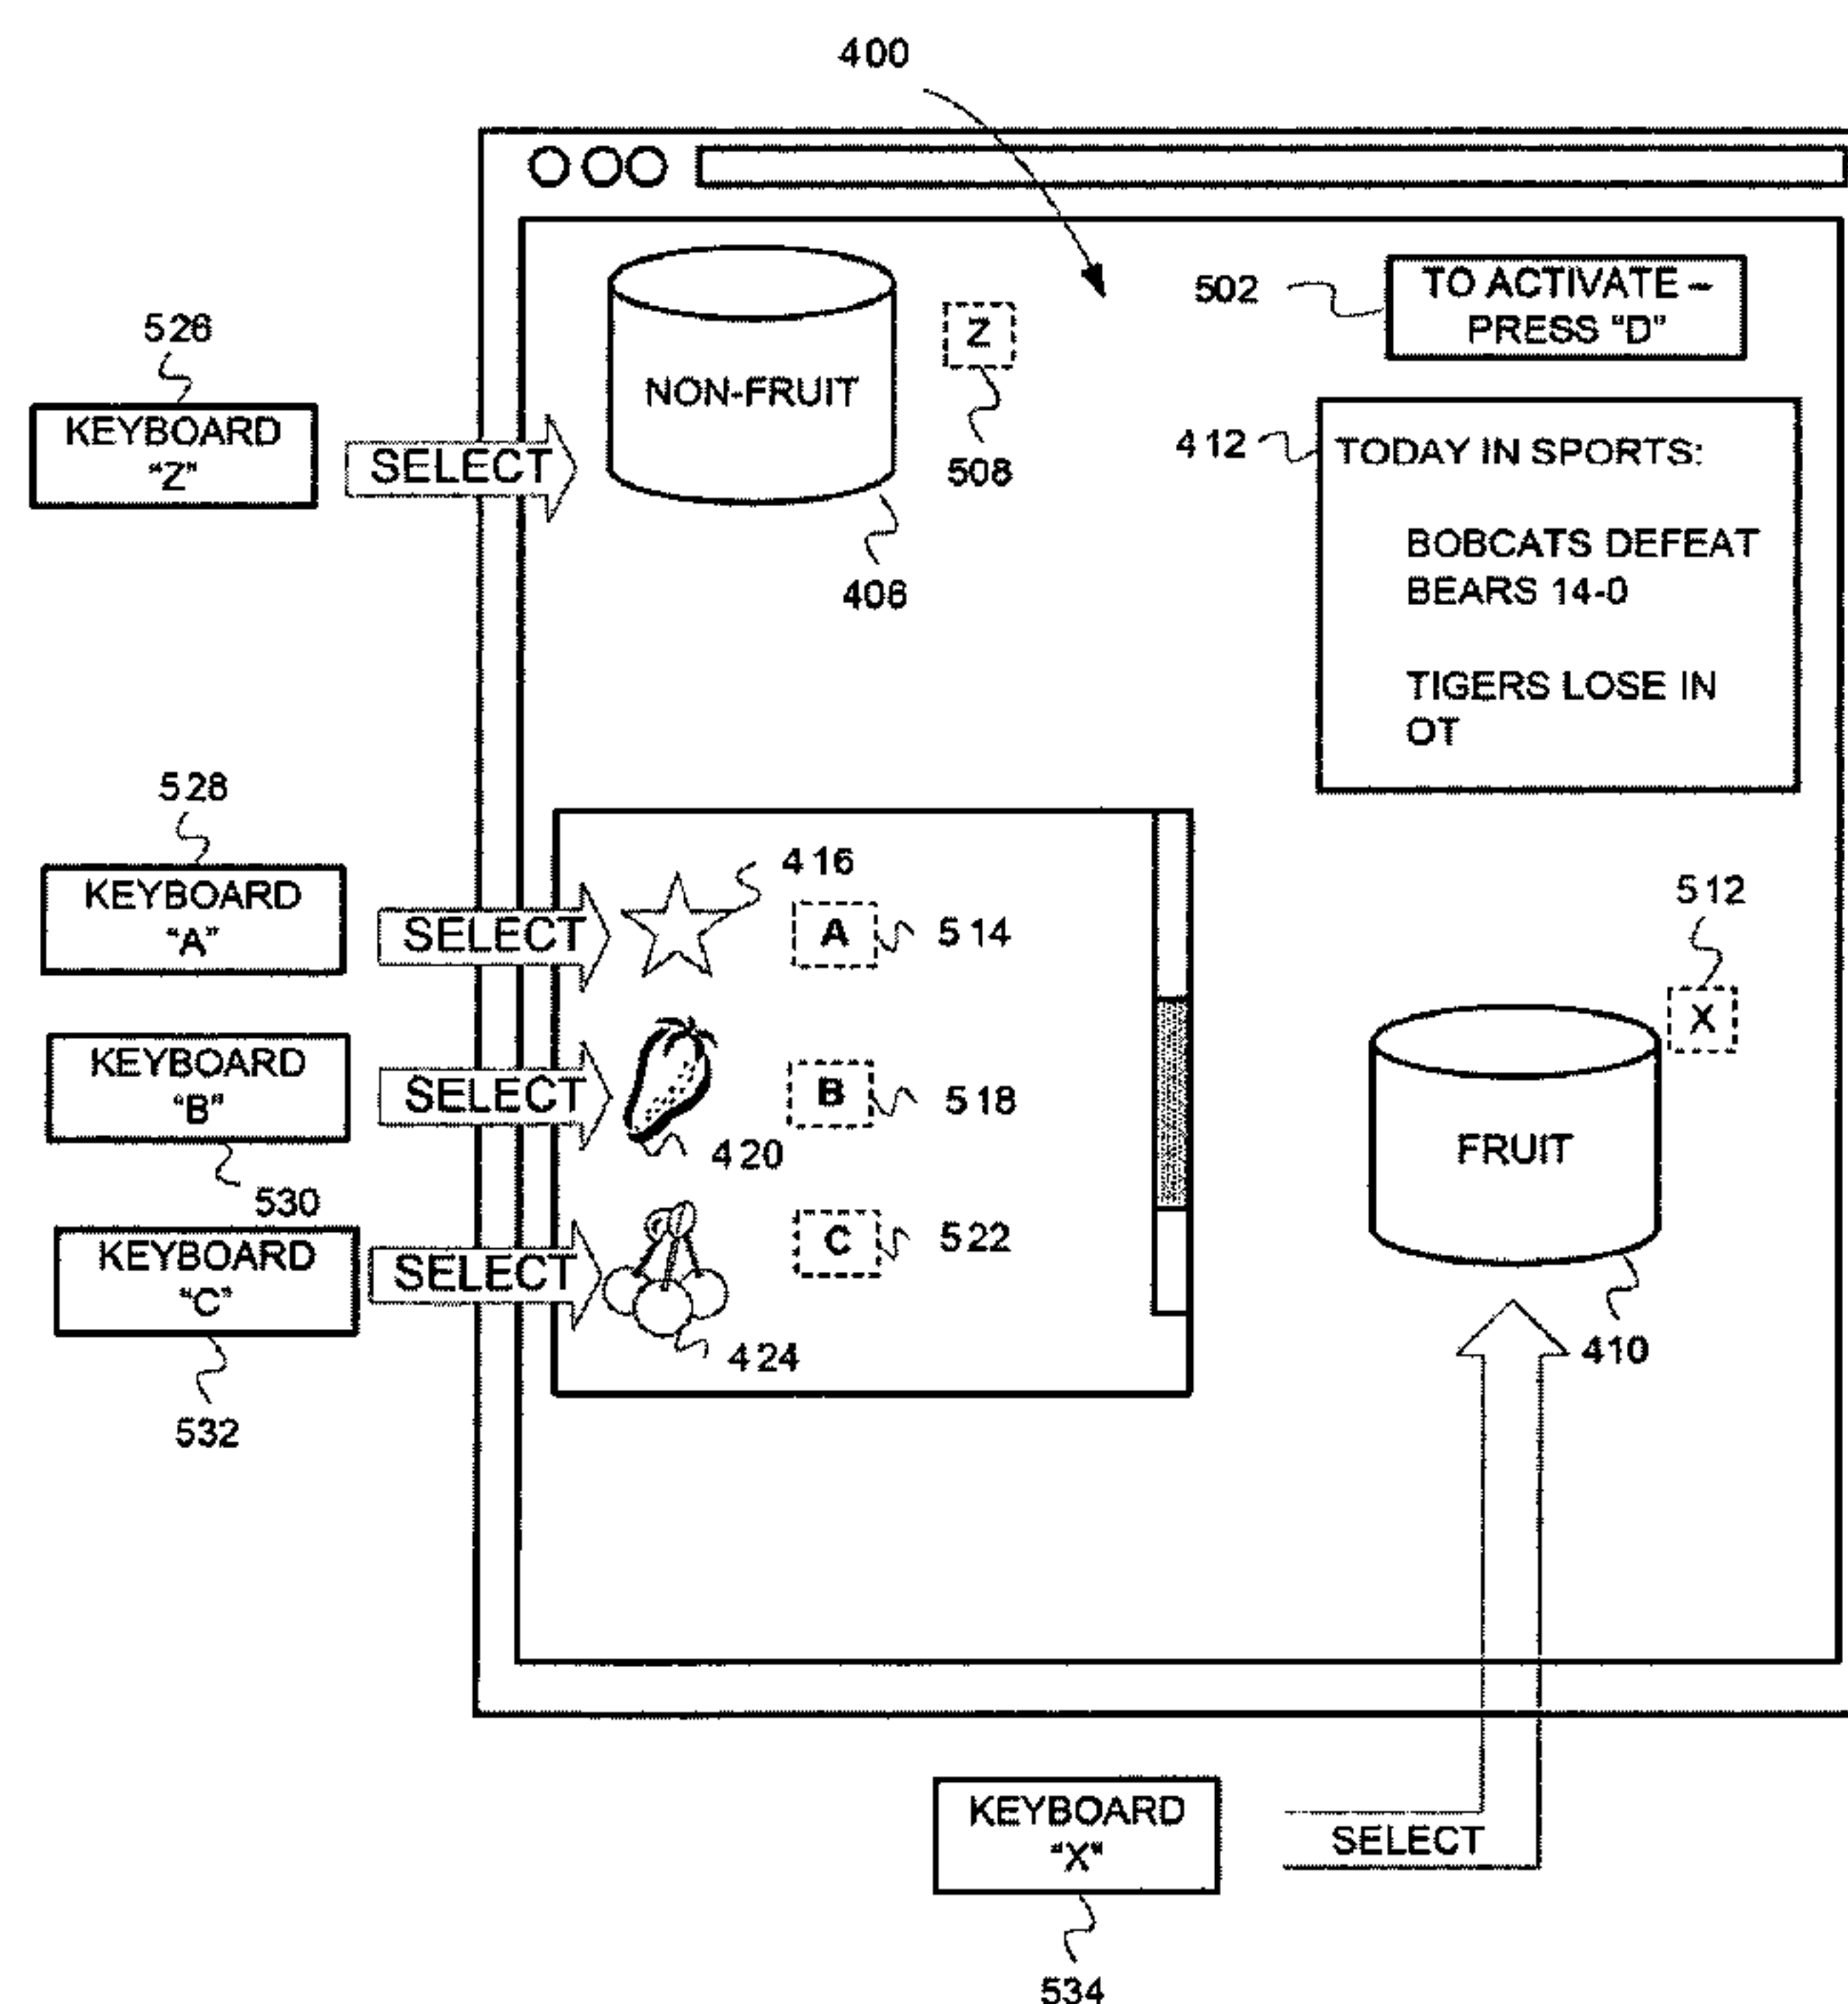 400
502
TO ACTIVATE –
PRESS "D"
526
KEYBOARD
"Z"
SELECT
NON-FRUIT
Z
508
406
412
TODAY IN SPORTS:
BOBCATS DEFEAT
BEARS 14-0
TIGERS LOSE IN
OT
528
KEYBOARD
"A"
SELECT
416
A
514
512
X
KEYBOARD
"B"
530
SELECT
420
B
518
FRUIT
410
KEYBOARD
"C"
532
SELECT
424
C
522
KEYBOARD
"X"
534
SELECT